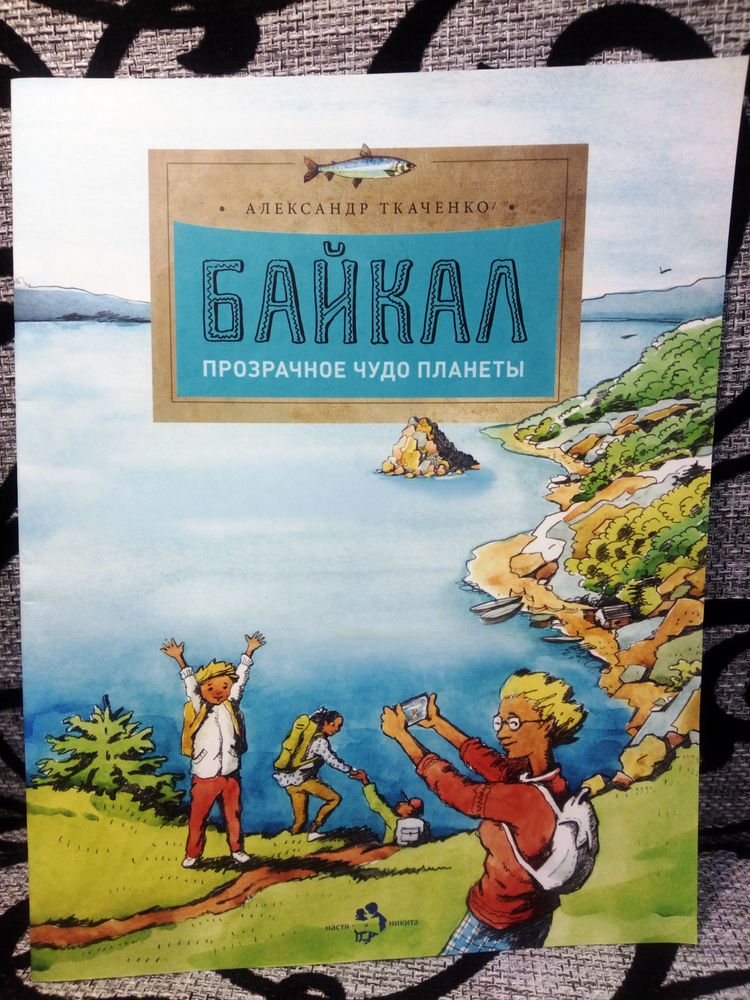 АЛЕКСАНДР ТКАЧЕНКО
БАЙКАЛ
ПРОЗРАЧНОЕ ЧУДО ПЛАНЕТЫ
настя и никита